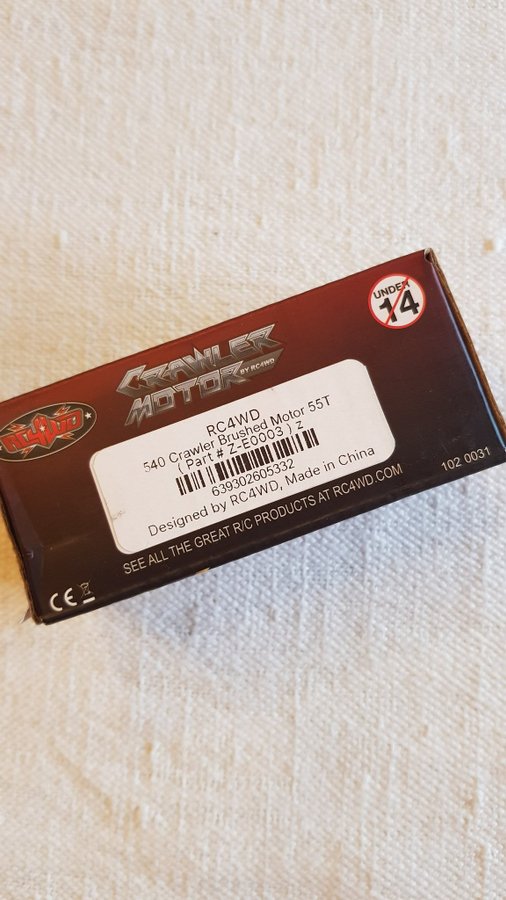 UNDER
14
CRAWLER
MOTOR BY RC4WD
RC4WD
RC4WD
540 Crawler Brushed Motor 55T
( Part # Z-E0003 ) z
639302605332
Designed by RC4WD, Made in China
SEE ALL THE GREAT R/C PRODUCTS AT RC4WD.COM
102 0031
CE